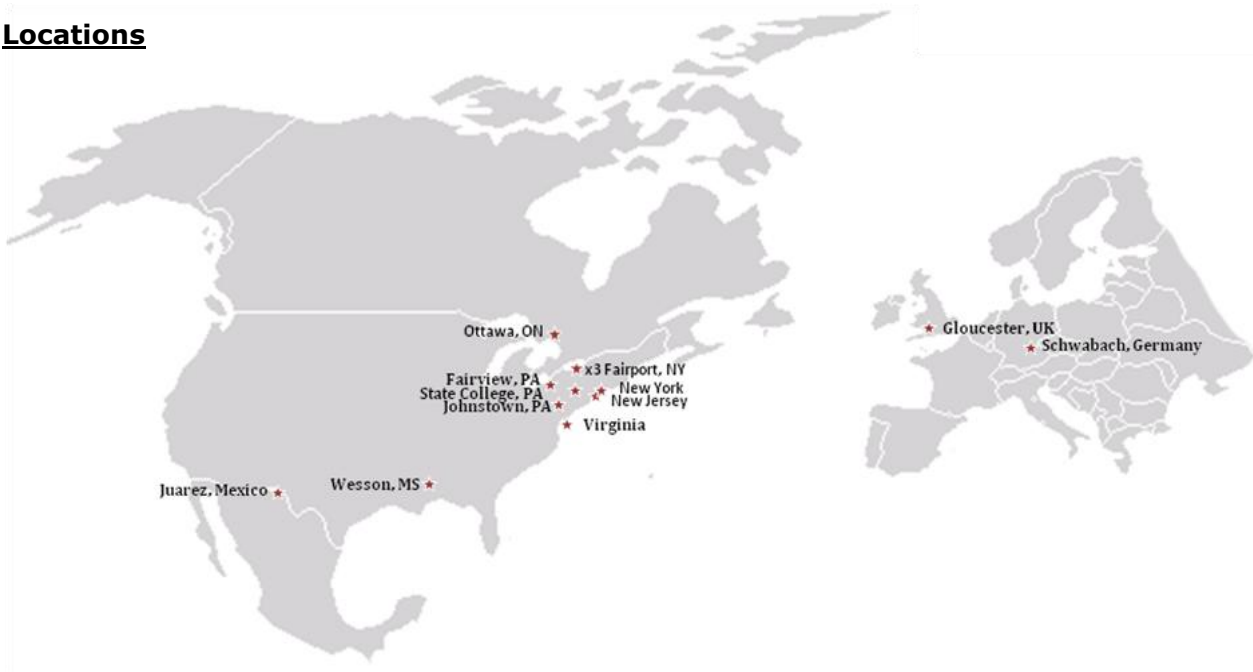 Locations
Ottawa, ON
x3 Fairport, NY
Fairview, PA
State College, PA
New York
Johnstown, PA
New Jersey
Virginia
Juarez, Mexico
Wesson, MS
Gloucester, UK
Schwabach, Germany